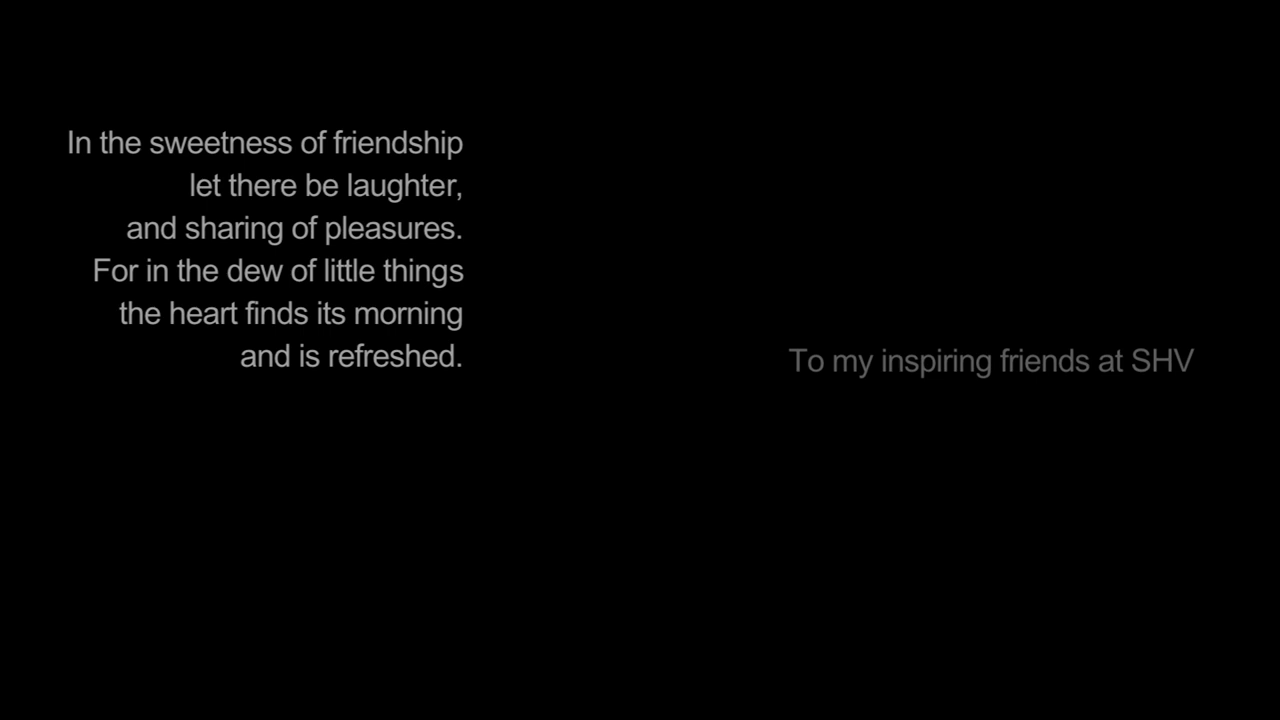 In the sweetness of friendship
let there be laughter,
and sharing of pleasures.
For in the dew of little things
the heart finds its morning
and is refreshed.
To my inspiring friends at SHV